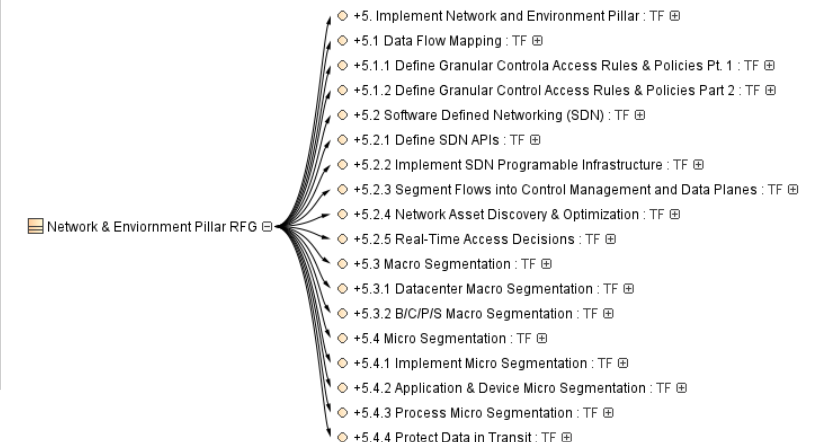 +5. Implement Network and Environment Pillar : TF
+5.1 Data Flow Mapping : TF
+5.1.1 Define Granular Controla Access Rules & Policies Pt. 1 : TF
+5.1.2 Define Granular Control Access Rules & Policies Part 2 : TF
+5.2 Software Defined Networking (SDN) : TF
+5.2.1 Define SDN APIs : TF
+5.2.2 Implement SDN Programable Infrastructure : TF
+5.2.3 Segment Flows into Control Management and Data Planes : TF
+5.2.4 Network Asset Discovery & Optimization : TF
Network & Enviornment Pillar RFG
+5.2.5 Real-Time Access Decisions : TF
+5.3 Macro Segmentation : TF
+5.3.1 Datacenter Macro Segmentation : TF
+5.3.2 B/C/P/S Macro Segmentation : TF
+5.4 Micro Segmentation : TF
+5.4.1 Implement Micro Segmentation : TF
+5.4.2 Application & Device Micro Segmentation : TF
+5.4.3 Process Micro Segmentation : TF
+5.4.4 Protect Data in Transit : TF